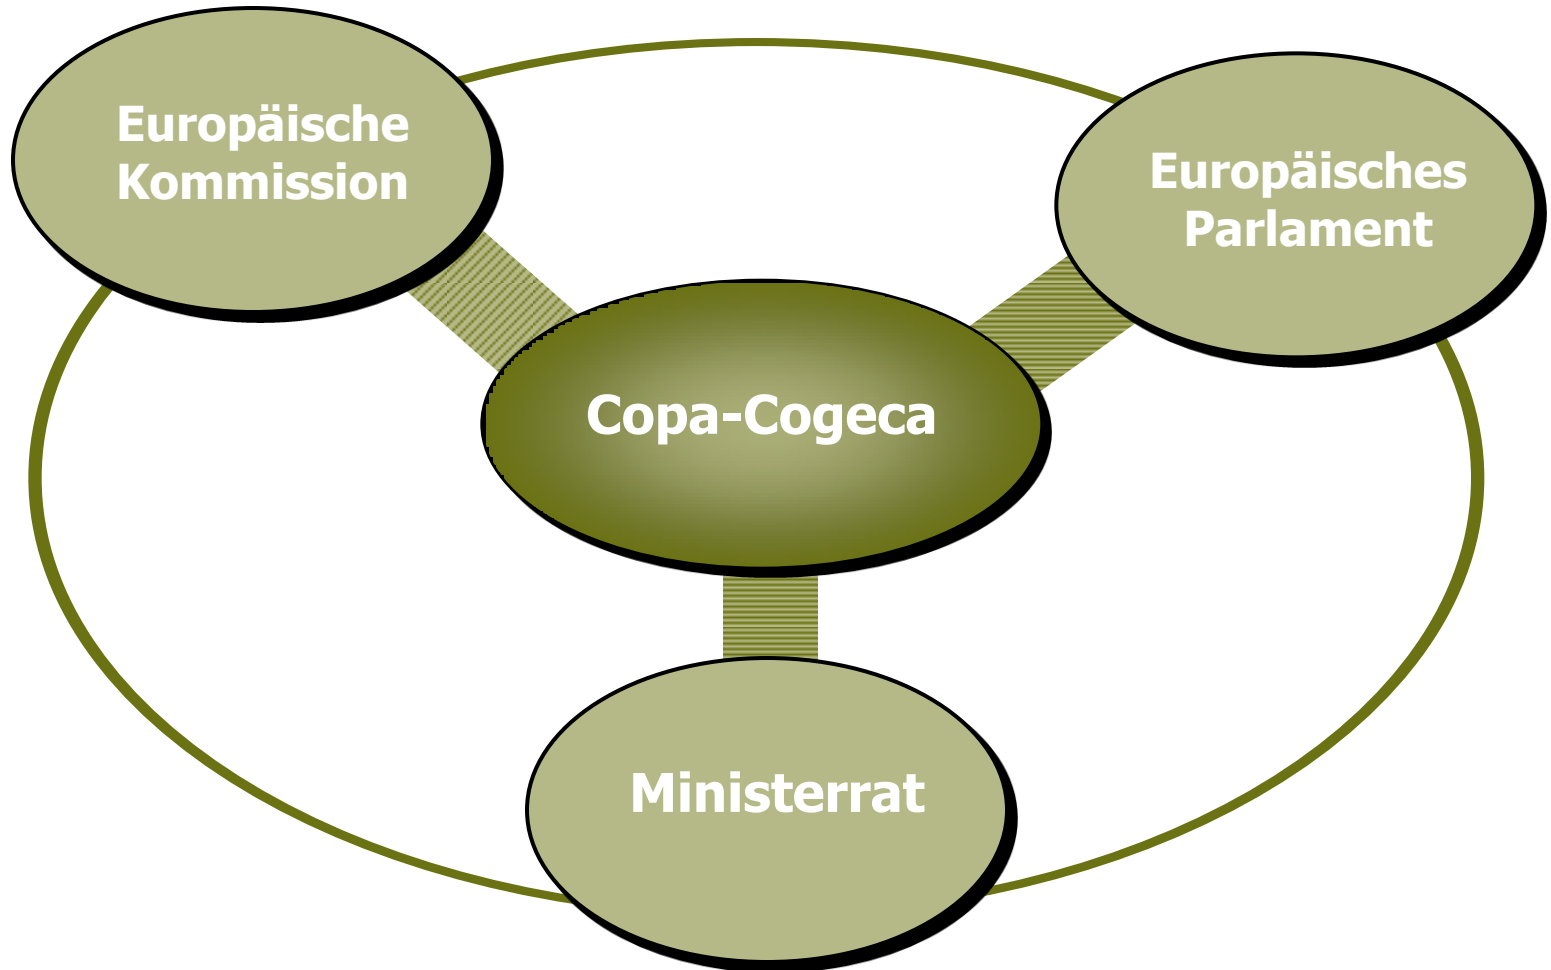 Europäische
Kommission
Europäisches
Parlament
Copa-Cogeca
Ministerrat